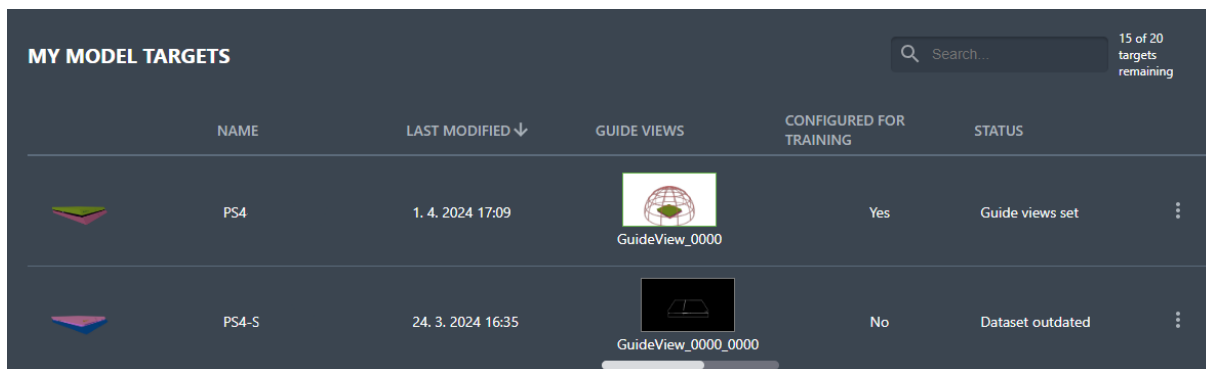 MY MODEL TARGETS
Search...
15 of 20
targets
remaining
NAME
LAST MODIFIED
GUIDE VIEWS
CONFIGURED FOR
TRAINING
STATUS
PS4
1. 4. 2024 17:09
GuideView_0000
Yes
Guide views set
PS4-S
24. 3. 2024 16:35
GuideView_0000_0000
No
Dataset outdated